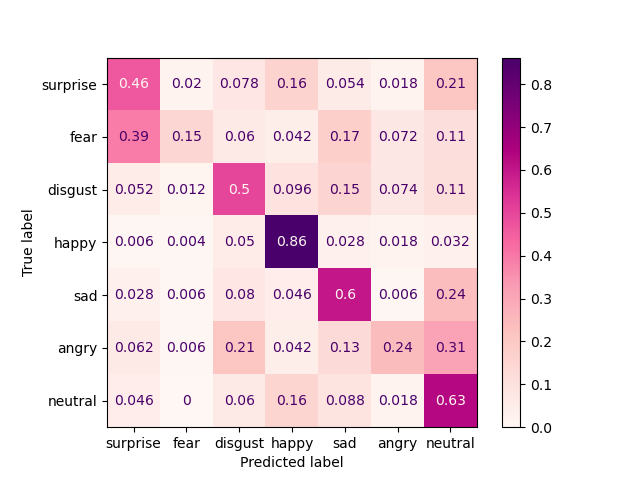 surprise 0.46 0.02 0.078 0.16 0.054 0.018 0.21
fear 0.39 0.15 0.06 0.042 0.17 0.072 0.11
disgust 0.052 0.012 0.5 0.096 0.15 0.074 0.11
happy 0.006 0.004 0.05 0.86 0.028 0.018 0.032
sad 0.028 0.006 0.08 0.046 0.6 0.006 0.24
angry 0.062 0.006 0.21 0.042 0.13 0.24 0.31
neutral 0.046 0 0.06 0.16 0.088 0.018 0.63
surprise fear disgust happy sad angry neutral
Predicted label
True label
0.8
0.7
0.6
0.5
0.4
0.3
0.2
0.1
0.0